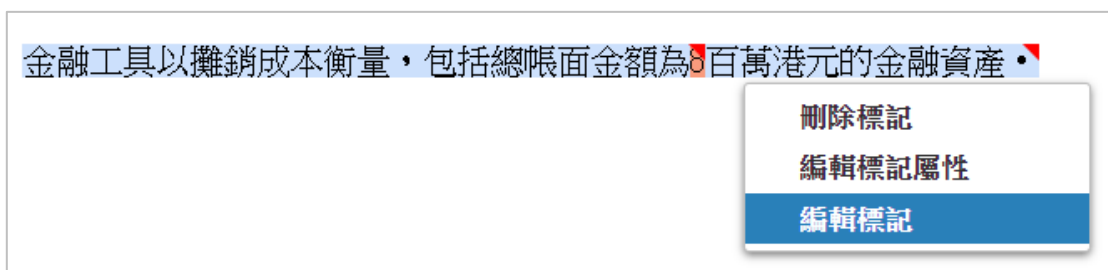 金融工具以攤銷成本衡量，包括總帳面金額為8百萬港元的金融資產。
刪除標記
編輯標記屬性
編輯標記